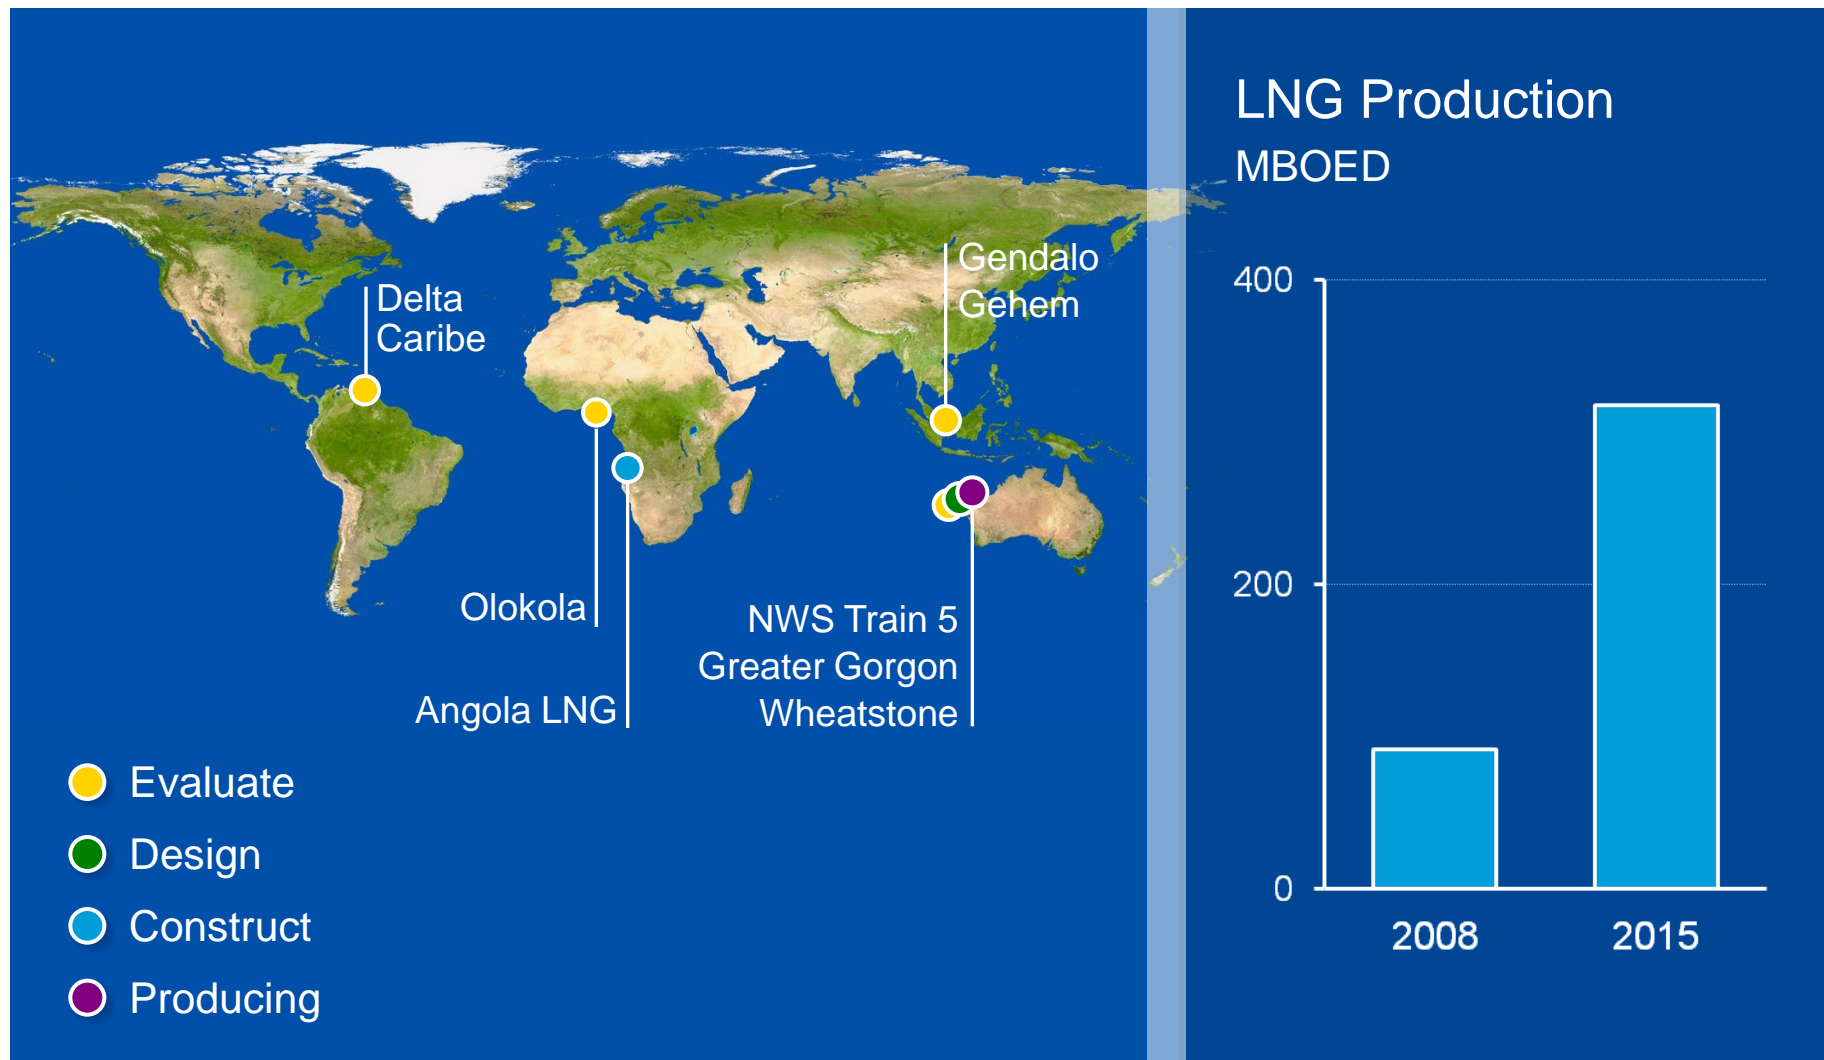 Delta
Caribe
Gendalo
Gehem
Olokola
Angola LNG
NWS Train 5
Greater Gorgon
Wheatstone
Evaluate
Design
Construct
Producing
LNG Production
MBOED
400
200
0
2008
2015